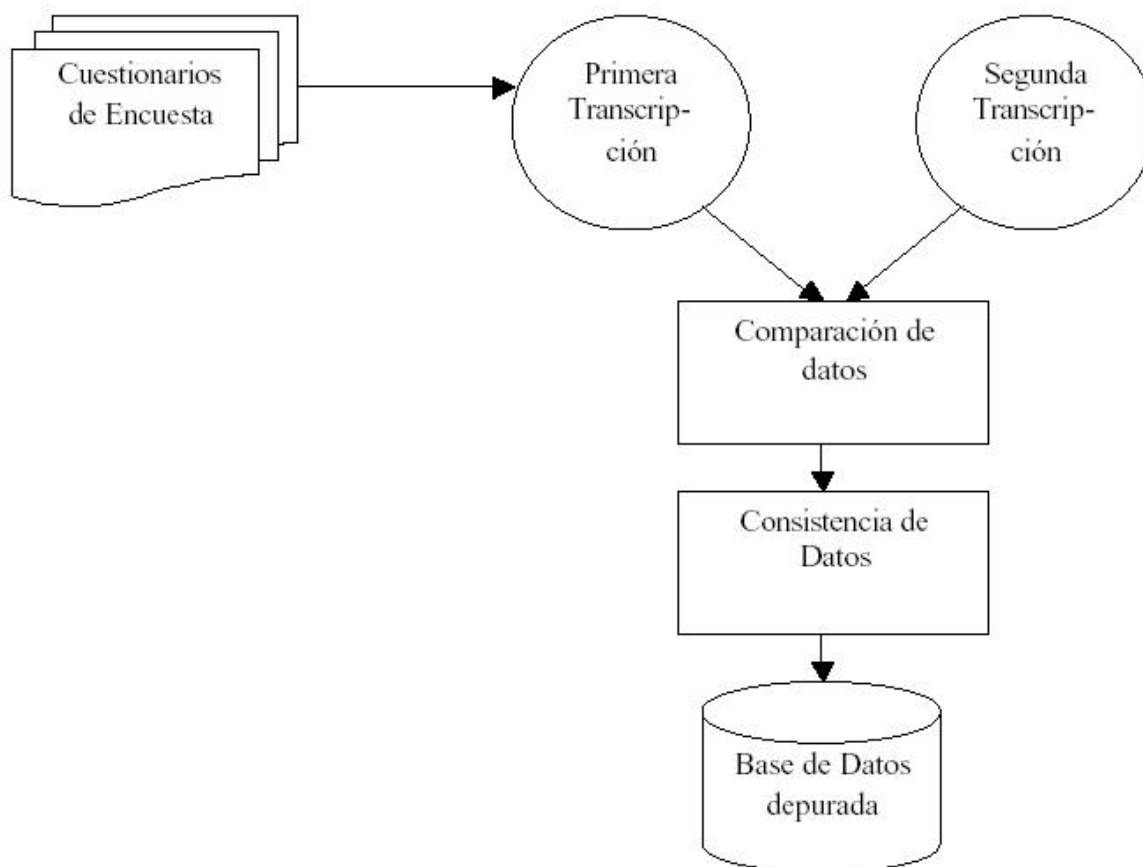 Cuestionarios
de Encuesta
Primera
Transcrip-
ción
Segunda
Transcrip-
ción
Comparación de
datos
Consistencia de
Datos
Base de Datos
depurada